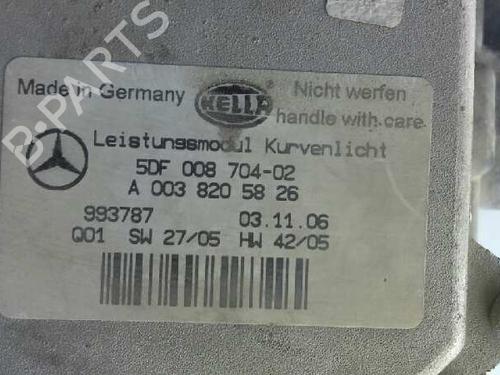 B-PARTS
Made in Germany
HELLA
Nicht werfen
handle with care
Leistungsmodul Kurvenlicht
5DF 008 704-02
A 003 820 58 26
993787 03.11.06
Q01 SW 27/05 HW 42/05